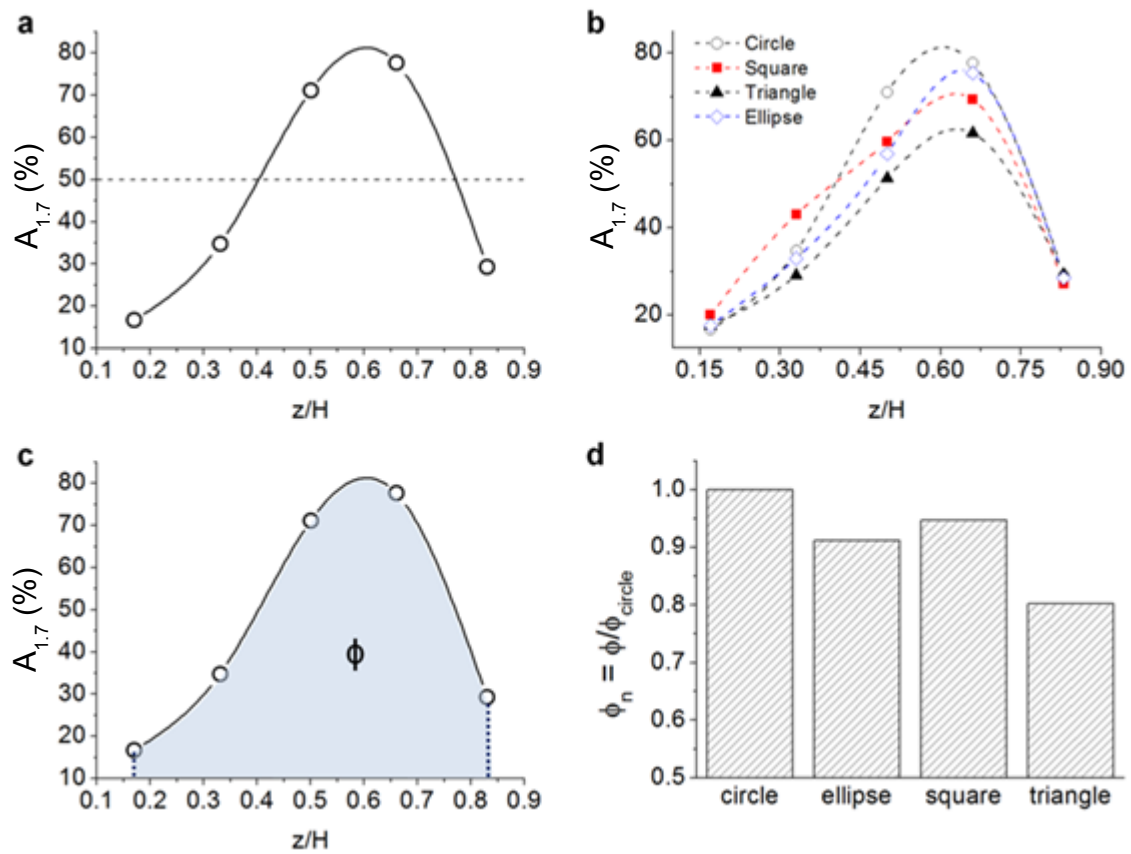 a
A1.7 (%)
80
70
60
50
40
30
20
10
0.1 0.2 0.3 0.4 0.5 0.6 0.7 0.8 0.9
z/H
b
Circle
Square
Triangle
Ellipse
A1.7 (%)
80
60
40
20
0.15 0.30 0.45 0.60 0.75 0.90
z/H
c
A1.7 (%)
80
70
60
50
40
30
20
10
ϕ
0.1 0.2 0.3 0.4 0.5 0.6 0.7 0.8 0.9
z/H
d
ϕn = ϕ/ϕcircle
1.0
0.9
0.8
0.7
0.6
0.5
circle ellipse square triangle